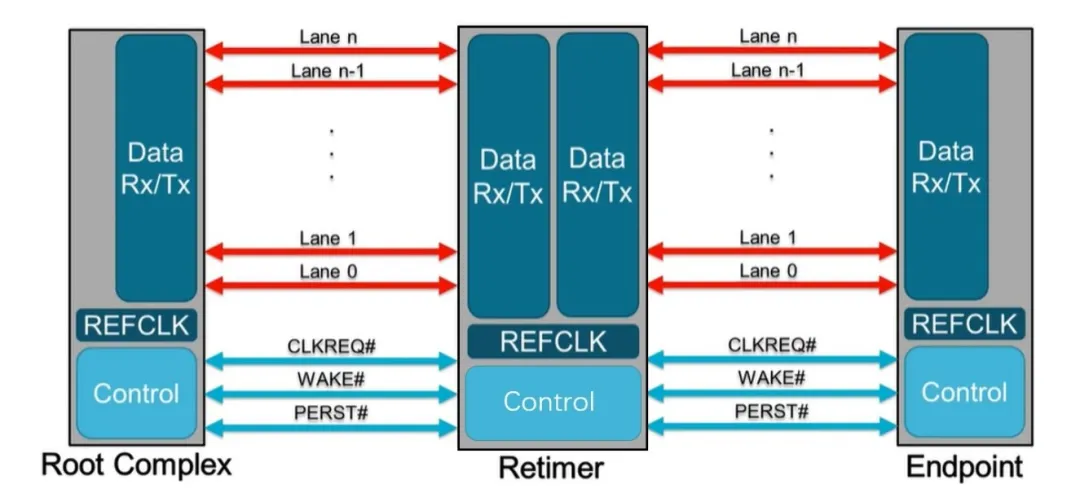 Lane n
Lane n-1
.
.
.
Lane 1
Lane 0
CLKREQ#
WAKE#
PERST#
Lane n
Lane n-1
.
.
.
Lane 1
Lane 0
CLKREQ#
WAKE#
PERST#
Data
Rx/Tx
REFCLK
Control
Root Complex
Data
Rx/Tx
Data
Rx/Tx
REFCLK
Control
Retimer
Data
Rx/Tx
REFCLK
Control
Endpoint